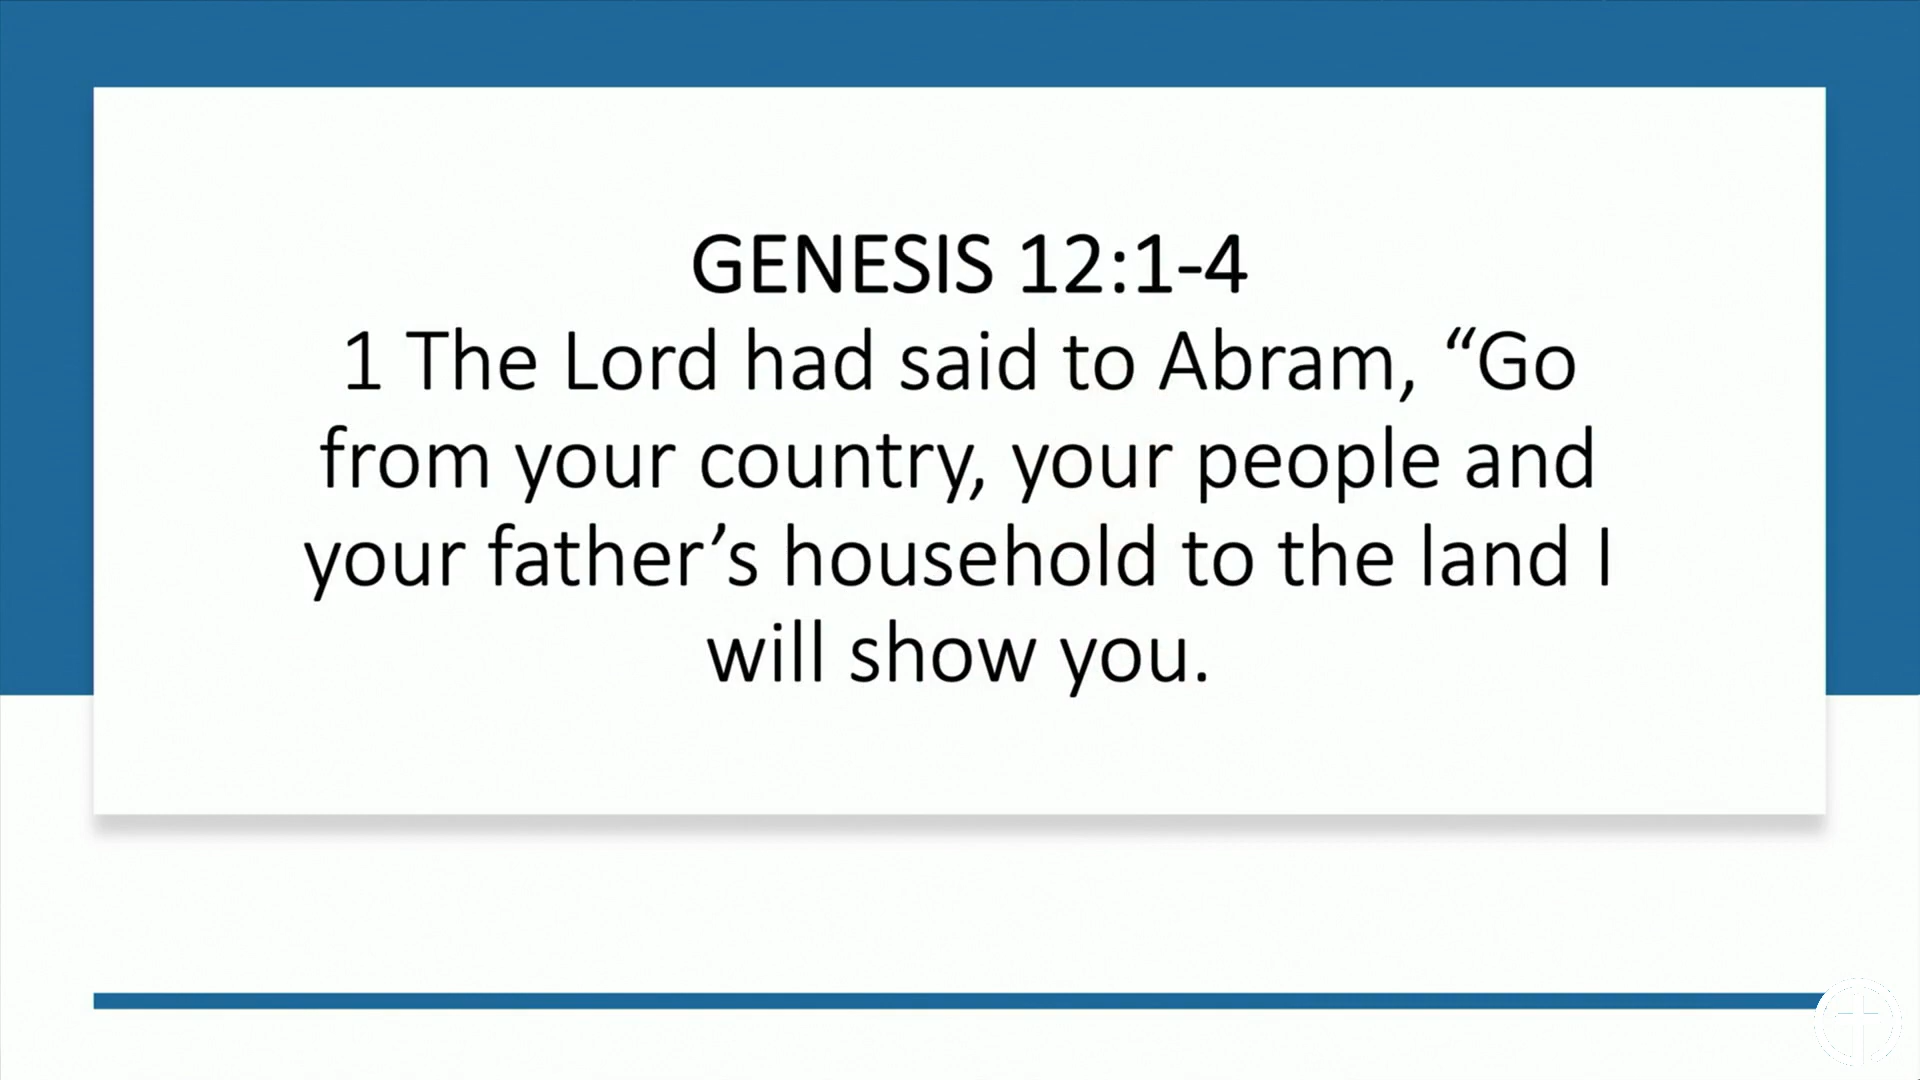 GENESIS 12:1-4
1 The Lord had said to Abram, “Go
from your country, your people and
your father’s household to the land I
will show you.